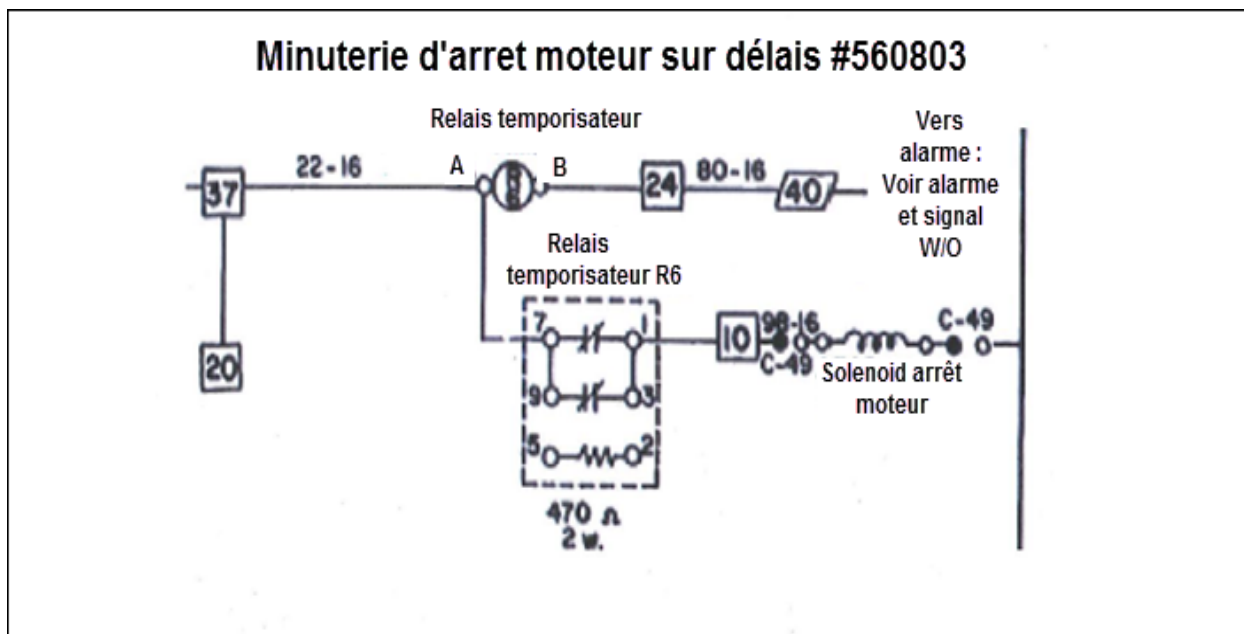 Minuterie d'arret moteur sur délais #560803
Relais temporisateur
Vers
alarme :
Voir alarme
et signal
W/O
37
22-16
A
B
24
80-16
40
Relais
temporisateur R6
20
7
1
10
98-16
C-49
C-49
Solenoid arrêt
moteur
9
3
5
2
470 Ω
2 w.